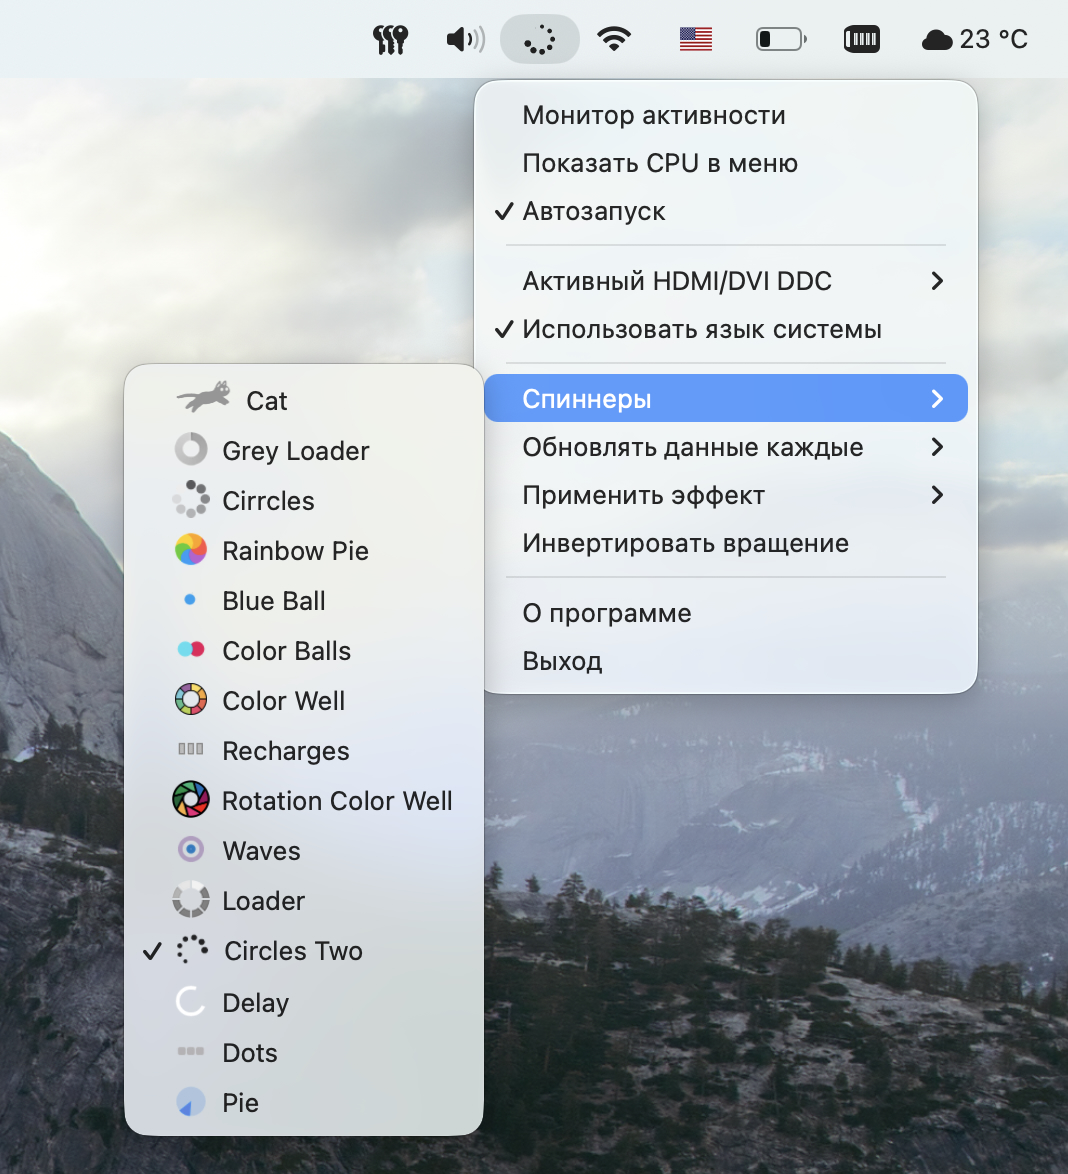 23 °C
Монитор активности
Показать CPU в меню
Автозапуск
Активный HDMI/DVI DDC
Использовать язык системы
Спиннеры
Обновлять данные каждые
Применить эффект
Инвертировать вращение
О программе
Выход
Cat
Grey Loader
Cirrcles
Rainbow Pie
Blue Ball
Color Balls
Color Well
Recharges
Rotation Color Well
Waves
Loader
Circles Two
Delay
Dots
Pie